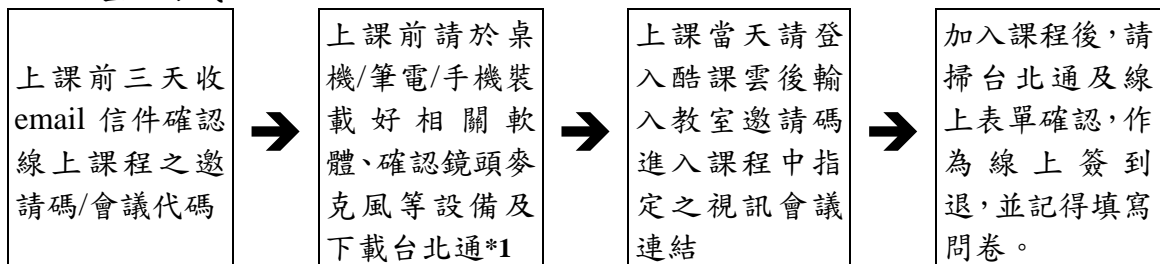 上課前三天收
email 信件確認
線上課程之邀
請碼/會議代碼
上課前請於桌
機/筆電/手機裝
載好相關軟
體、確認鏡頭麥
克風等設備及
下載台北通*1
上課當天請登
入酷課雲後輸
入教室邀請碼
進入課程中指
定之視訊會議
連結
加入課程後，請
掃台北通及線
上表單確認，作
為線上簽到
退，並記得填寫
問卷。